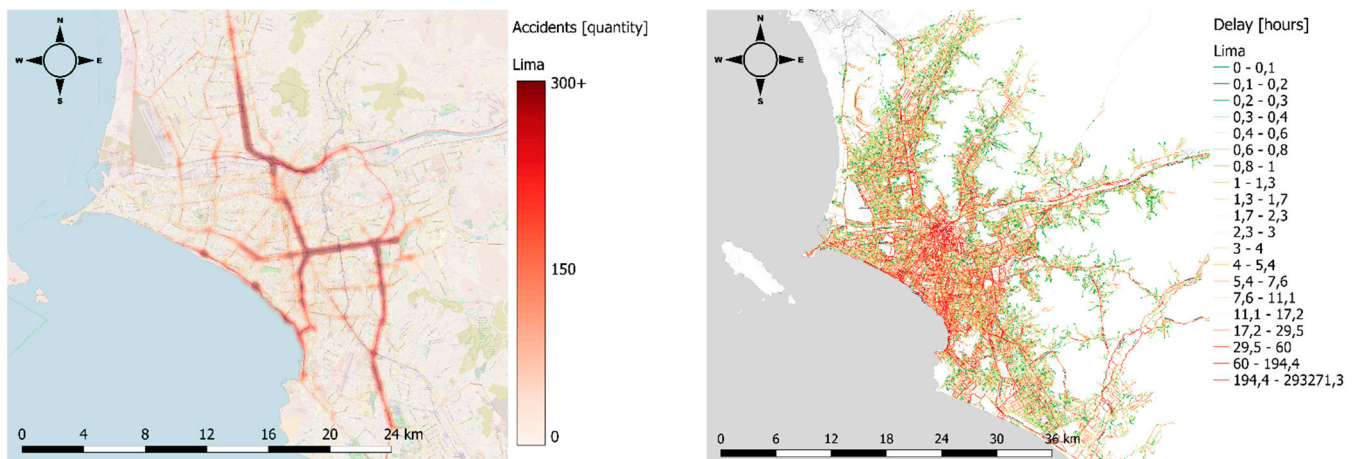 N
W E
S
Accidents [quantity]
Lima
300+
150
0
0 4 8 12 16 20 24 km
N
W E
S
Delay [hours]
Lima
0 - 0,1
0,1 - 0,2
0,2 - 0,3
0,3 - 0,4
0,4 - 0,6
0,6 - 0,8
0,8 - 1
1 - 1,3
1,3 - 1,7
1,7 - 2,3
2,3 - 3
3 - 4
4 - 5,4
5,4 - 7,6
7,6 - 11,1
11,1 - 17,2
17,2 - 29,5
29,5 - 60
60 - 194,4
194,4 - 293271,3
0 6 12 18 24 30 36 km